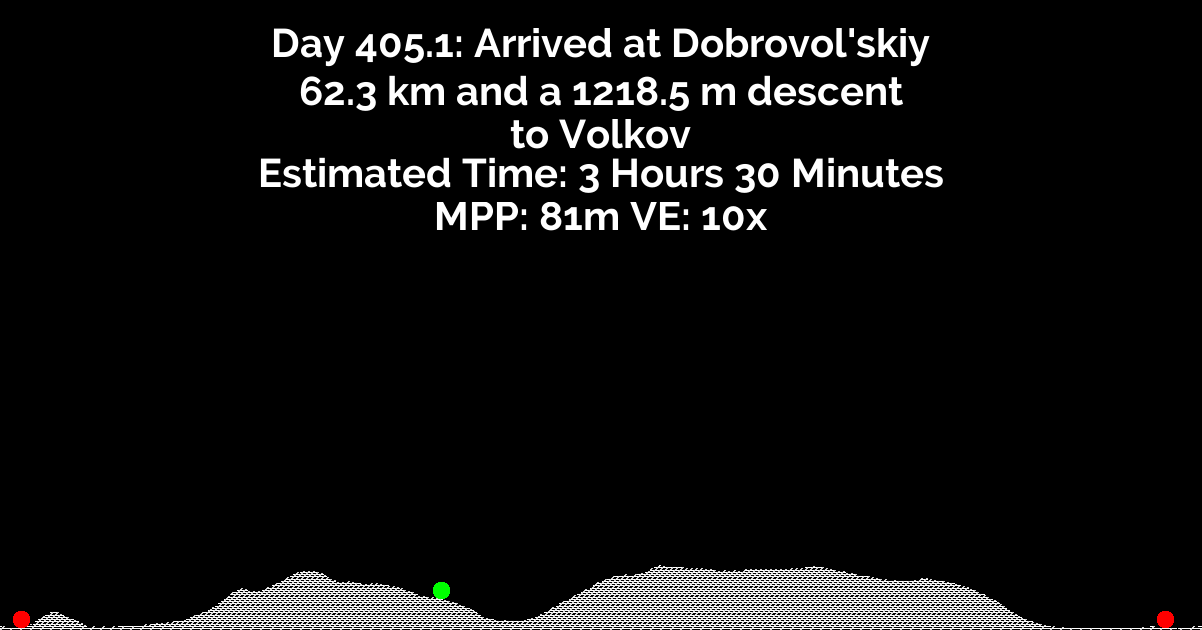 Day 405.1: Arrived at Dobrovol'skiy
62.3 km and a 1218.5 m descent
to Volkov
Estimated Time: 3 Hours 30 Minutes
MPP: 81m VE: 10x